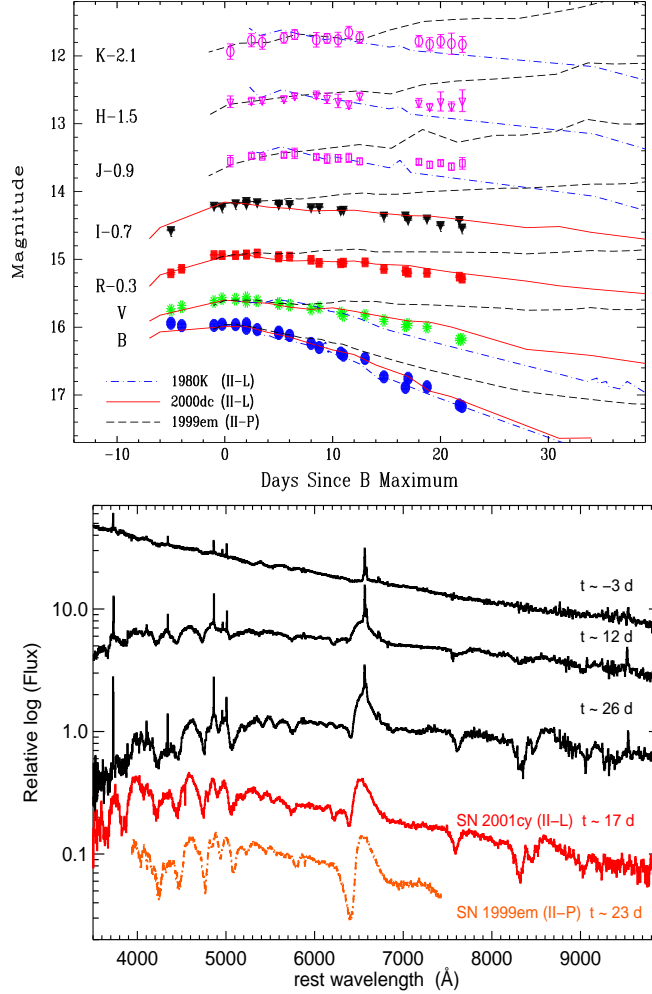 12
13
14
15
16
17
Magnitude
K-2.1
H-1.5
J-0.9
I-0.7
R-0.3
V
B
1980K (II-L)
2000dc (II-L)
1999em (II-P)
-10
0
10
20
30
Days Since B Maximum
10.0
1.0
0.1
Relative log (Flux)
t ~ -3 d
t ~ 12 d
t ~ 26 d
SN 2001cy (II-L) t ~ 17 d
SN 1999em (II-P) t ~ 23 d
4000
5000
6000
7000
8000
9000
rest wavelength (Å)